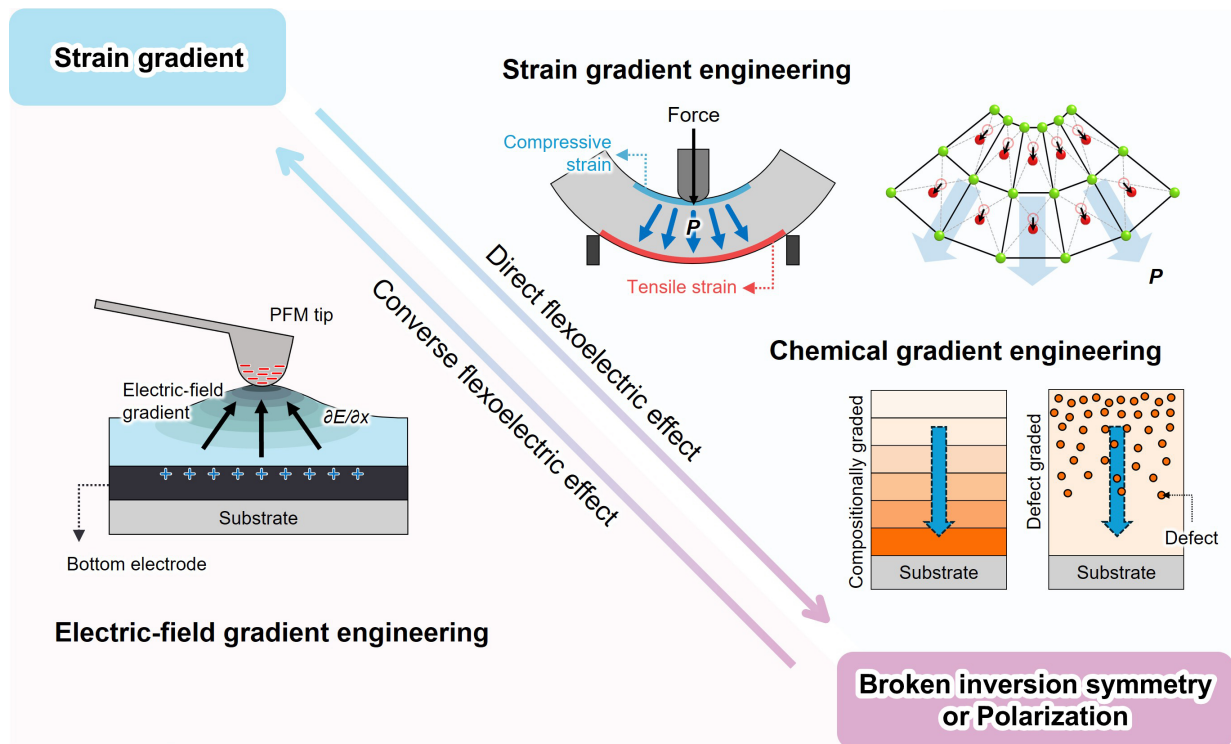 Strain gradient
Strain gradient engineering
Force
Compressive
strain
P
Tensile strain
P
Direct flexoelectric effect
Converse flexoelectric effect
PFM tip
Electric-field
gradient
∂E/∂x
+ + + + + + + + +
Substrate
Bottom electrode
Electric-field gradient engineering
Chemical gradient engineering
Compositionally graded
Substrate
Defect graded
Defect
Substrate
Broken inversion symmetry
or Polarization